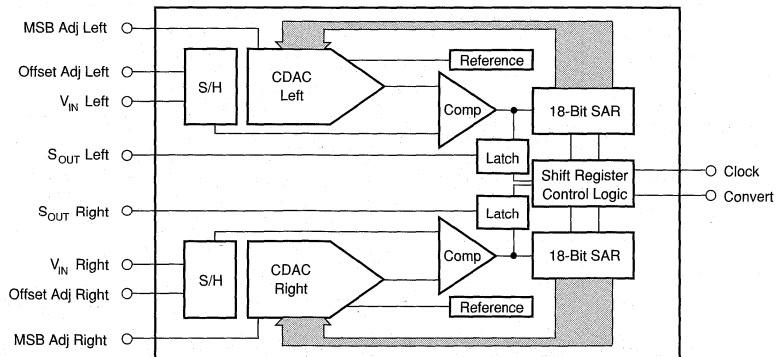 MSB Adj Left
Offset Adj Left
V_IN Left
S_OUT Left
S_OUT Right
V_IN Right
Offset Adj Right
MSB Adj Right
S/H
CDAC
Left
Reference
Comp
18-Bit SAR
Latch
Shift Register
Control Logic
Clock
Convert
Latch
S/H
CDAC
Right
Comp
18-Bit SAR
Reference